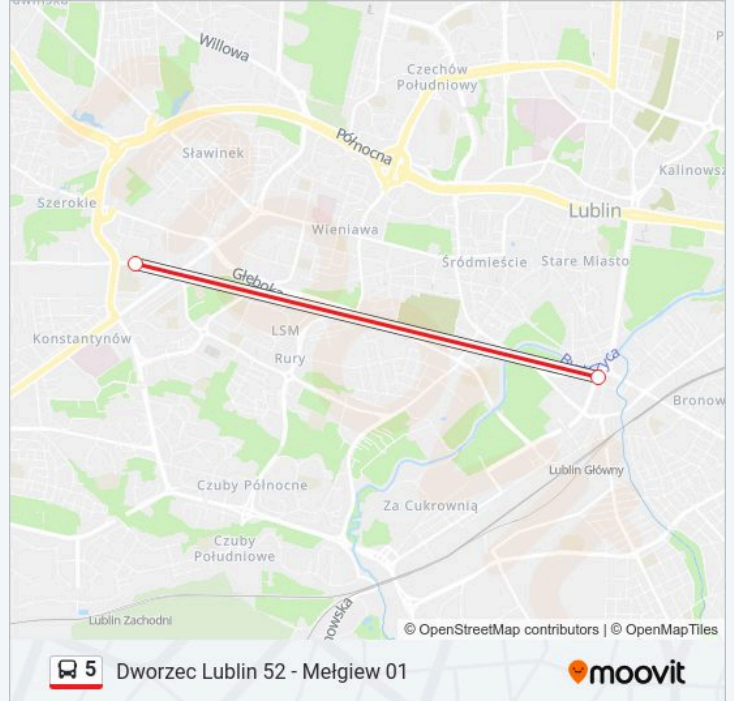 Willowa
Czechów
Południowy
Północna
Sławinek
Kalinowsz
Szerokie
Lublin
Wieniawa
Śródmieście
Stare Miasto
Głęboka
LSM
Konstantynów
Rury
Bystrzyca
Bronow
Lublin Główny
Czuby Północne
Za Cukrownią
Czuby
Południowe
Lublin Zachodni
nowska
© OpenStreetMap contributors | © OpenMapTiles
5 Dworzec Lublin 52 - Mełgiew 01
moovit